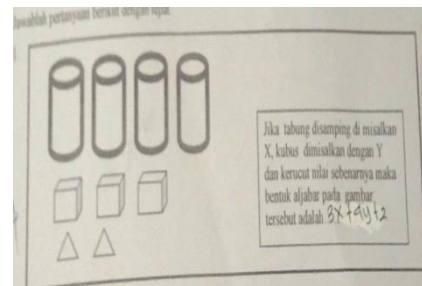 Jawablah pertanyaan berikut dengan tepat.
Jika tabung disamping di misalkan
X, kubus dimisalkan dengan Y
dan kerucut nilai sebenarnya maka
bentuk aljabar pada gambar
tersebut adalah 3x+4y+2